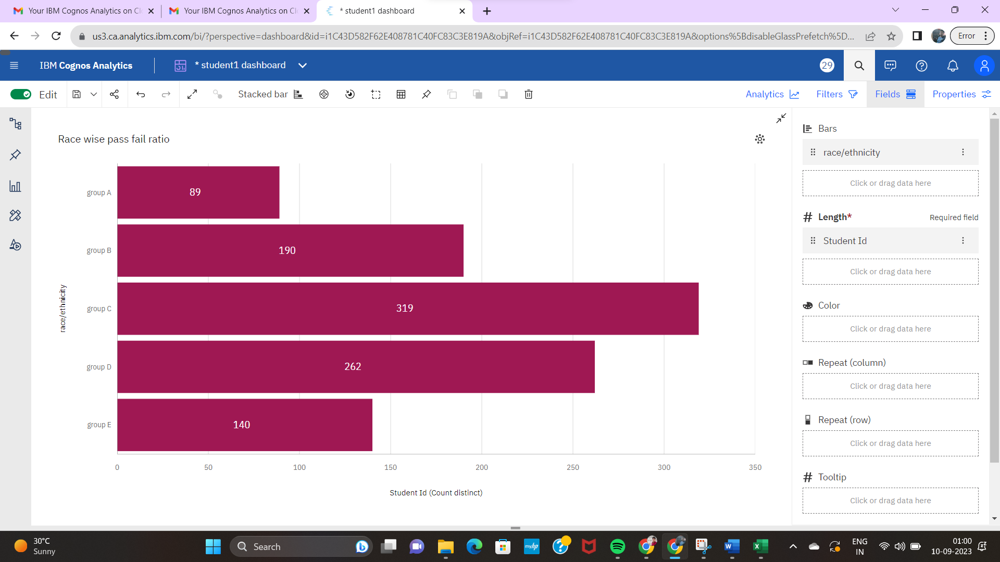 Your IBM Cognos Analytics on Cl
Your IBM Cognos Analytics on Cl
* student1 dashboard
us3.ca.analytics.ibm.com/bi/?perspective=dashboard&id=i1C43D582F62E408781C40FC83C3E819A&objRef=i1C43D582F62E408781C40FC83C3E819A&options%5BdisableGlassPrefetch%5D...
Error
IBM Cognos Analytics
* student1 dashboard
29
Edit
Stacked bar
Analytics
Filters
Fields
Properties
Race wise pass fail ratio
race/ethnicity
group A
89
group B
190
group C
319
group D
262
group E
140
0 50 100 150 200 250 300 350
Student Id (Count distinct)
Bars
race/ethnicity
Click or drag data here
# Length* Required field
Student Id
Click or drag data here
Color
Click or drag data here
Repeat (column)
Click or drag data here
Repeat (row)
Click or drag data here
# Tooltip
Click or drag data here
30°C
Sunny
Search
myhp
ENG
IN
01:00
10-09-2023